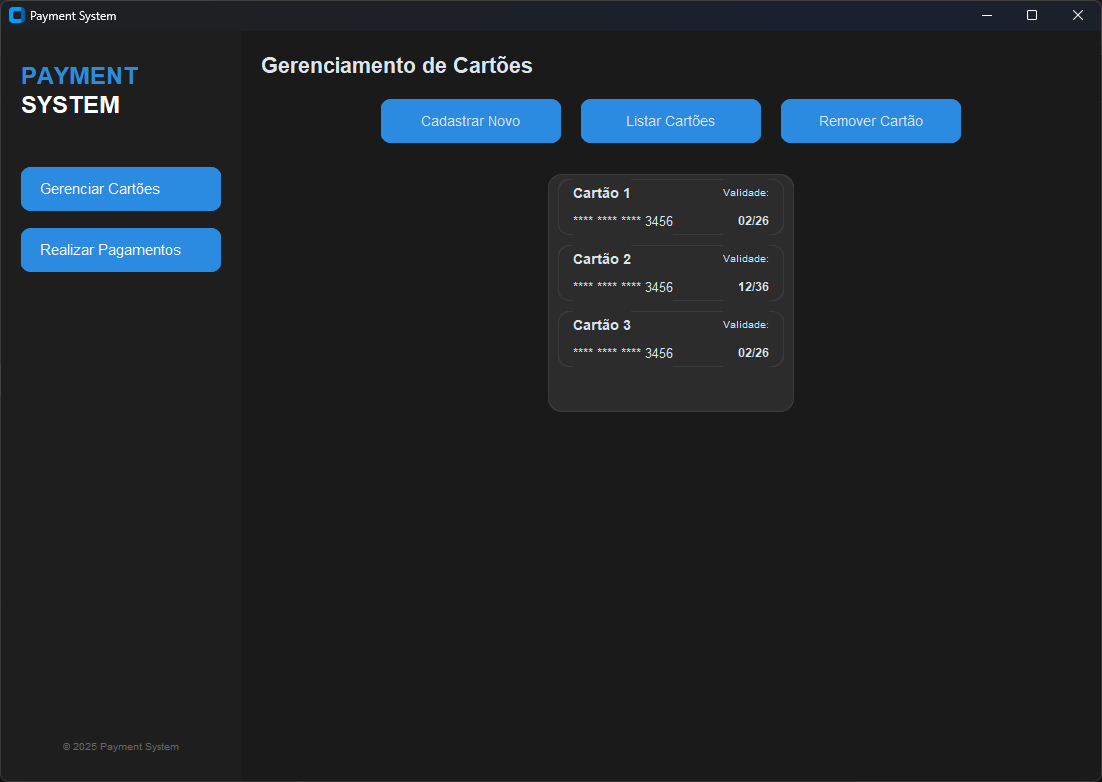 Payment System
PAYMENT
SYSTEM
Gerenciar Cartões
Realizar Pagamentos
© 2025 Payment System
Gerenciamento de Cartões
Cadastrar Novo
Listar Cartões
Remover Cartão
Cartão 1 Validade:
**** **** **** 3456 02/26
Cartão 2 Validade:
**** **** **** 3456 12/36
Cartão 3 Validade:
**** **** **** 3456 02/26